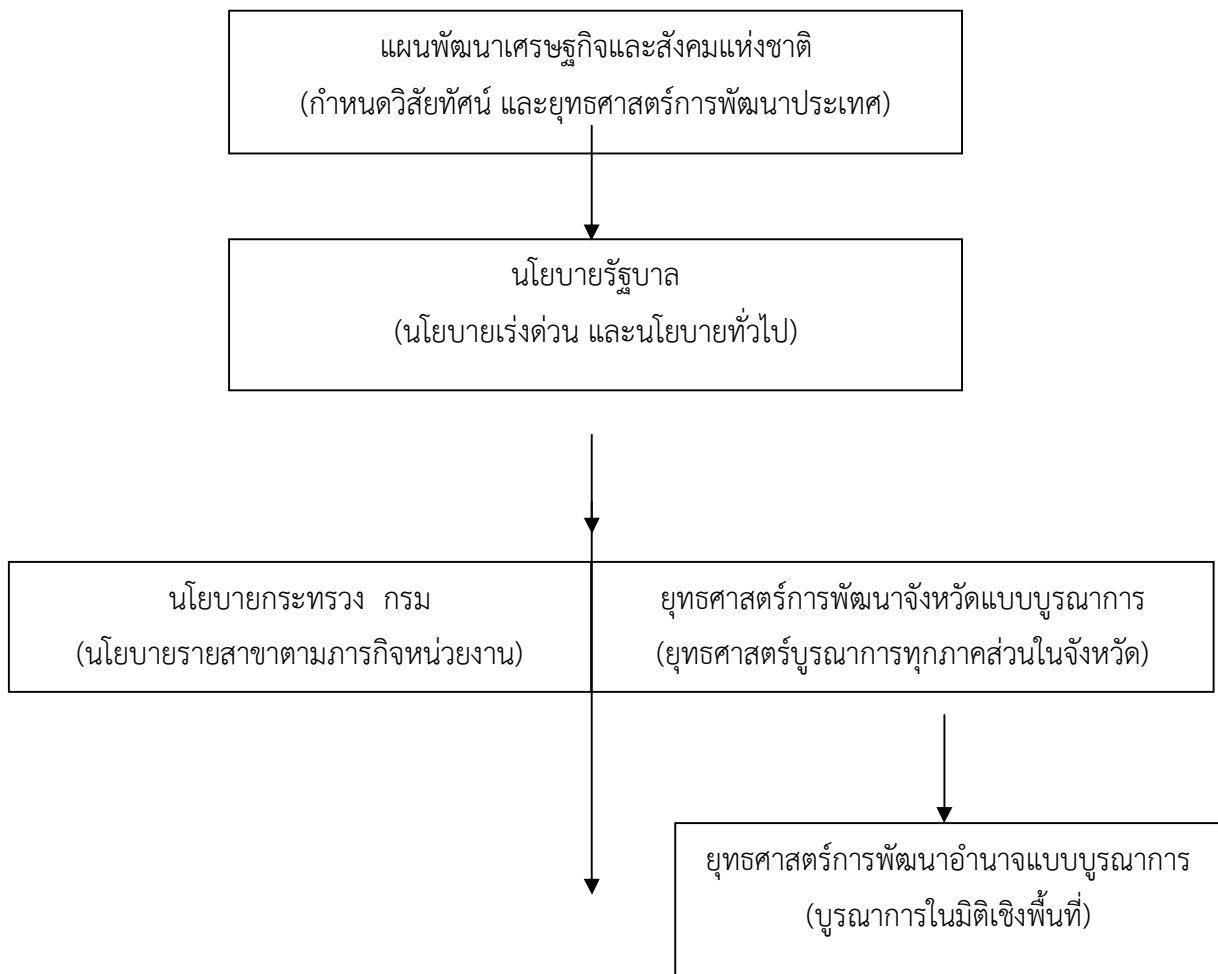 แผนพัฒนาเศรษฐกิจและสังคมแห่งชาติ
(กำหนดวิสัยทัศน์ และยุทธศาสตร์การพัฒนาประเทศ)
นโยบายรัฐบาล
(นโยบายเร่งด่วน และนโยบายทั่วไป)
นโยบายกระทรวง กรม
(นโยบายรายสาขาตามภารกิจหน่วยงาน)
ยุทธศาสตร์การพัฒนาจังหวัดแบบบูรณาการ
(ยุทธศาสตร์บูรณาการทุกภาคส่วนในจังหวัด)
ยุทธศาสตร์การพัฒนาอำนาจแบบบูรณาการ
(บูรณาการในมิติเชิงพื้นที่)